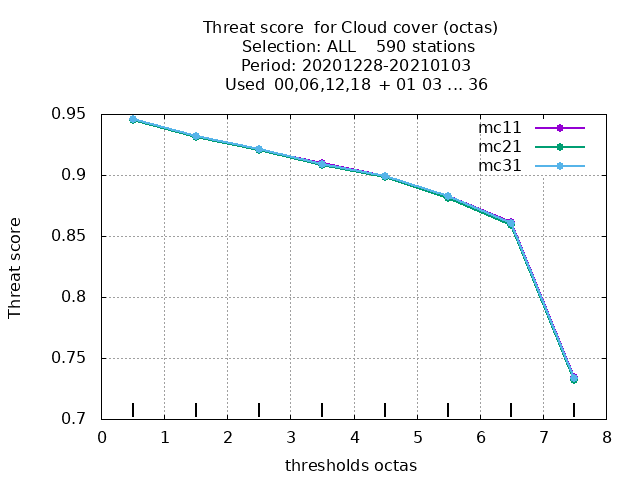 Threat score  for Cloud cover (octas)
Selection: ALL    590 stations
Period: 20201228-20210103
Used  00,06,12,18  + 01 03 ... 36
mc11
mc21
mc31
0.95
0.9
0.85
0.8
0.75
0.7
Threat score
0 1 2 3 4 5 6 7 8
thresholds octas